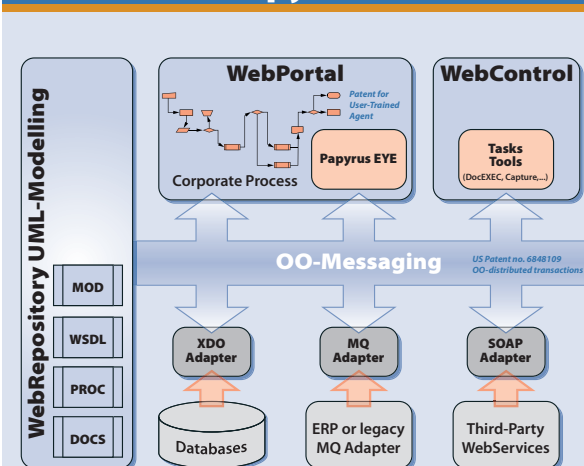 WebRepository UML-Modelling
MOD
WSDL
PROC
DOCS
WebPortal
Patent for
User-Trained
Agent
Papyrus EYE
Corporate Process
WebControl
Tasks
Tools
(DocEXEC, Capture,...)
OO-Messaging
US Patent no. 6848109
OO-distributed transactions
XDO
Adapter
MQ
Adapter
SOAP
Adapter
Databases
ERP or legacy
MQ Adapter
Third-Party
WebServices